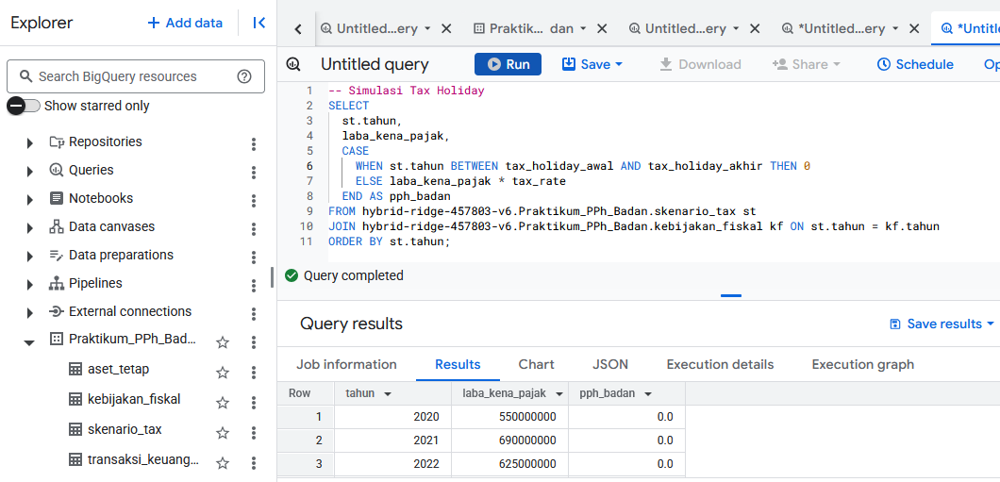 Explorer
+ Add data
Search BigQuery resources
Show starred only
Repositories
Queries
Notebooks
Data canvases
Data preparations
Pipelines
External connections
Praktikum_PPh_Bad...
aset_tetap
kebijakan_fiskal
skenario_tax
transaksi_keuang...
Untitled...ery
Praktik... dan
Untitled...ery
*Untitled...ery
*Untitle
Untitled query
Run
Save
Download
Share
Schedule
Op
1 -- Simulasi Tax Holiday
2 SELECT
3 st.tahun,
4 laba_kena_pajak,
5 CASE
6 WHEN st.tahun BETWEEN tax_holiday_awal AND tax_holiday_akhir THEN 0
7 ELSE laba_kena_pajak * tax_rate
8 END AS pph_badan
9 FROM hybrid-ridge-457803-v6.Praktikum_PPh_Badan.skenario_tax st
10 JOIN hybrid-ridge-457803-v6.Praktikum_PPh_Badan.kebijakan_fiskal kf ON st.tahun = kf.tahun
11 ORDER BY st.tahun;
Query completed
Query results
Save results
Job information Results Chart JSON Execution details Execution graph
Row tahun laba_kena_pajak pph_badan
1 2020 550000000 0.0
2 2021 690000000 0.0
3 2022 625000000 0.0